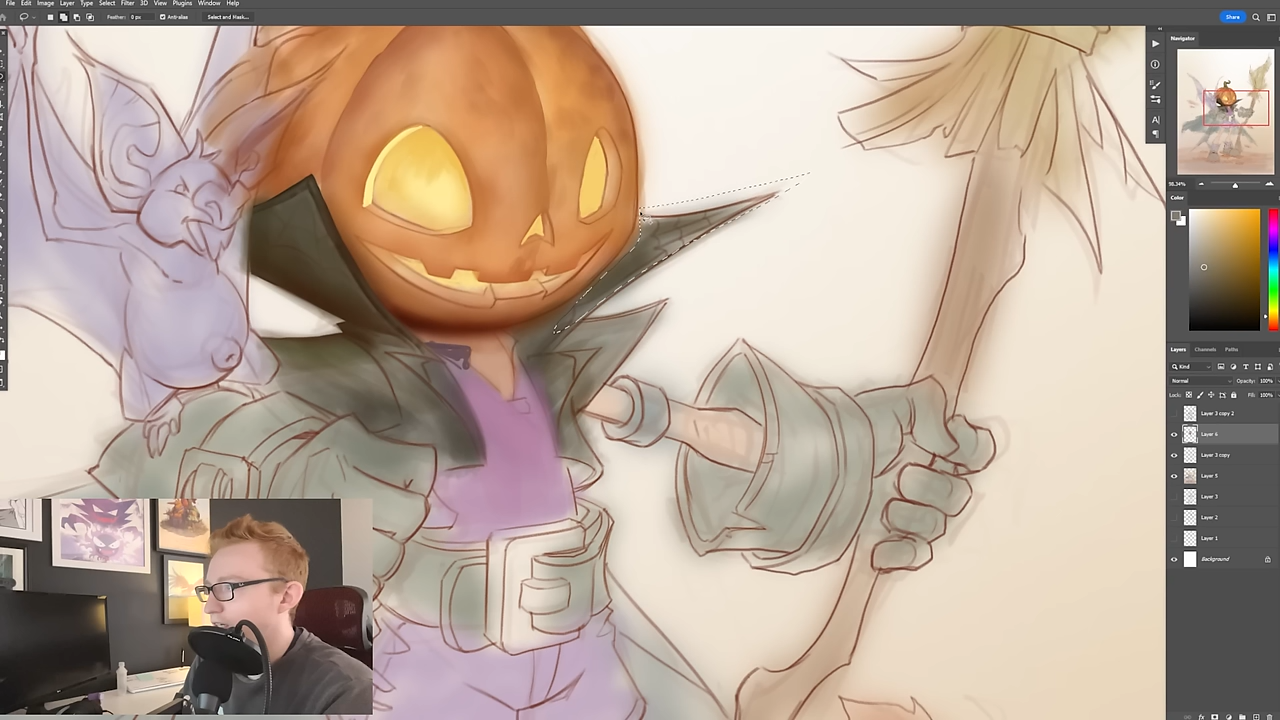 File Edit Image Layer Type Select Filter 3D View Plugins Window Help
Feather: 0 px Anti-alias Select and Mask... Share
Navigator
98.34%
Color
Layers Channels Paths
Kind
Normal Opacity: 100%
Lock: Fill: 100%
Layer 3 copy 2
Layer 6
Layer 3 copy
Layer 5
Layer 3
Layer 2
Layer 1
Background